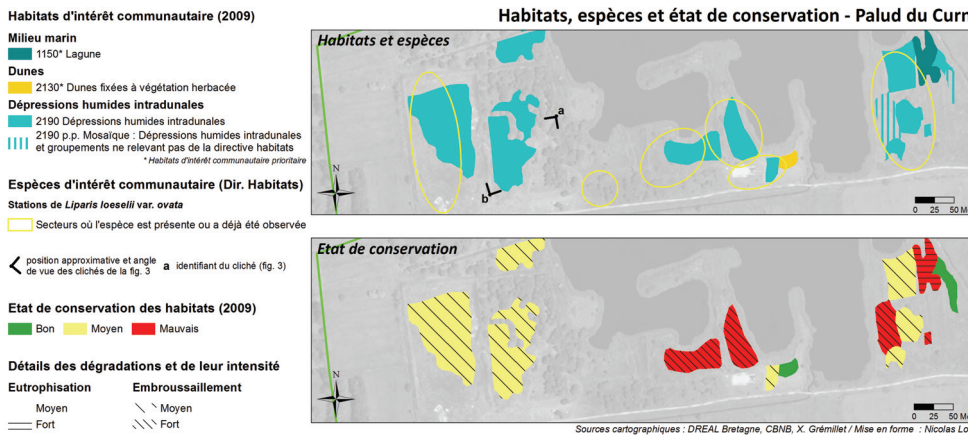 Habitats d'intérêt communautaire (2009)
Milieu marin
1150* Lagune
Dunes
2130* Dunes fixées à végétation herbacée
Dépressions humides intradunales
2190 Dépressions humides intradunales
2190 p.p. Mosaïque : Dépressions humides intradunales
et groupements ne relevant pas de la directive habitats
* Habitats d'intérêt communautaire prioritaire
Espèces d'intérêt communautaire (Dir. Habitats)
Stations de Liparis loeselii var. ovata
Secteurs où l'espèce est présente ou a déjà été observée
position approximative et angle
de vue des clichés de la fig. 3
a identifiant du cliché (fig. 3)
Etat de conservation des habitats (2009)
Bon Moyen Mauvais
Détails des dégradations et de leur intensité
Eutrophisation Embroussaillement
Moyen Moyen
Fort Fort
Habitats, espèces et état de conservation - Palud du Curn
Habitats et espèces
a
b
N
0 25 50 M
Etat de conservation
N
0 25 50 M
Sources cartographiques : DREAL Bretagne, CBNB, X. Grémillet / Mise en forme : Nicolas Lo